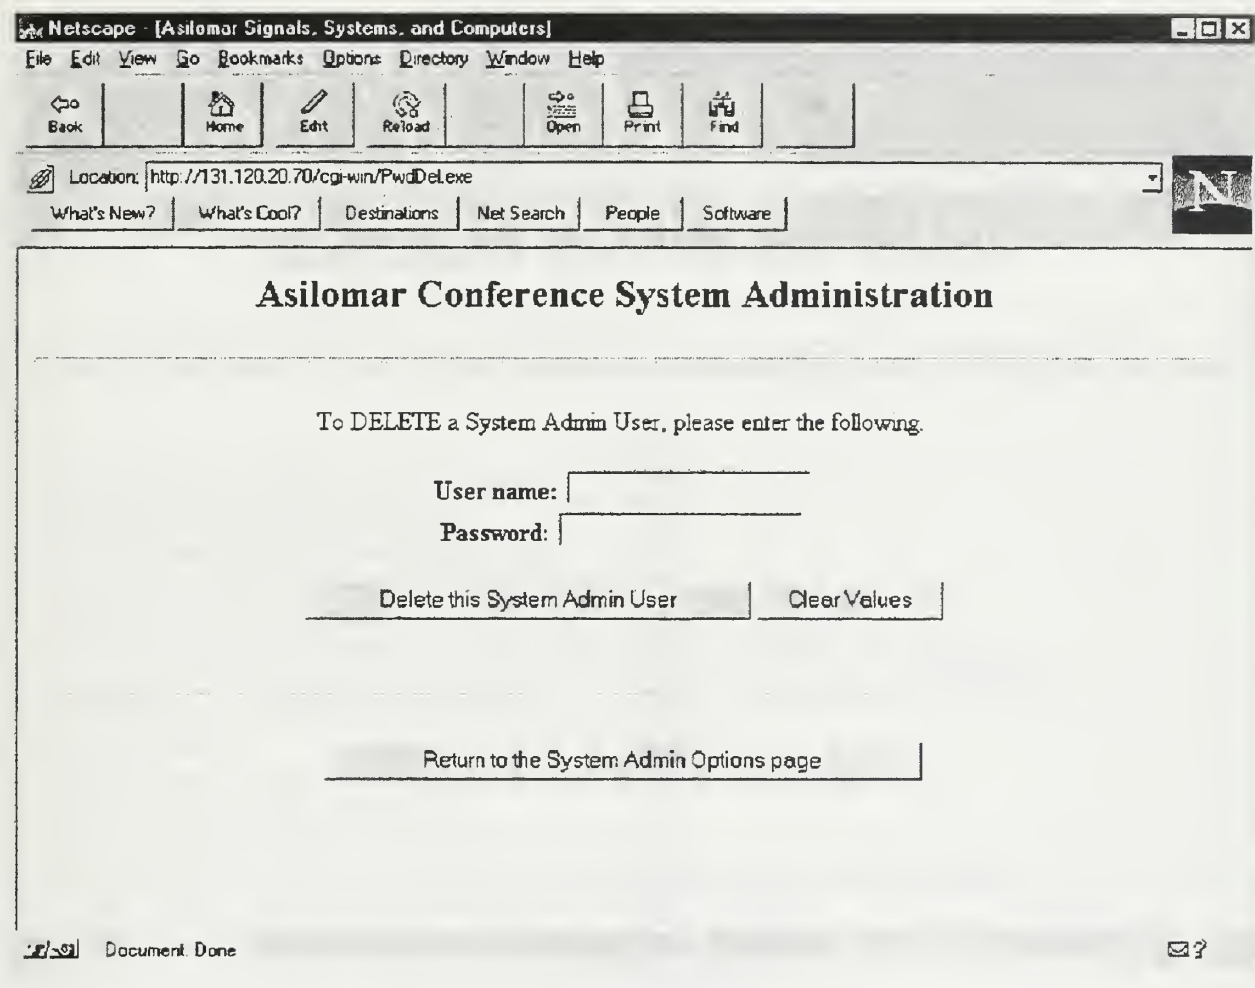 Netscape - [Asilomar Signals, Systems, and Computers]
File Edit View Go Bookmarks Options Directory Window Help
Back Home Edit Reload Open Print Find
Location: http://131.120.20.70/cgi-win/PwdDel.exe
N
What's New? What's Cool? Destinations Net Search People Software
Asilomar Conference System Administration
To DELETE a System Admin User, please enter the following.
User name:
Password:
Delete this System Admin User Clear Values
Return to the System Admin Options page
Document: Done